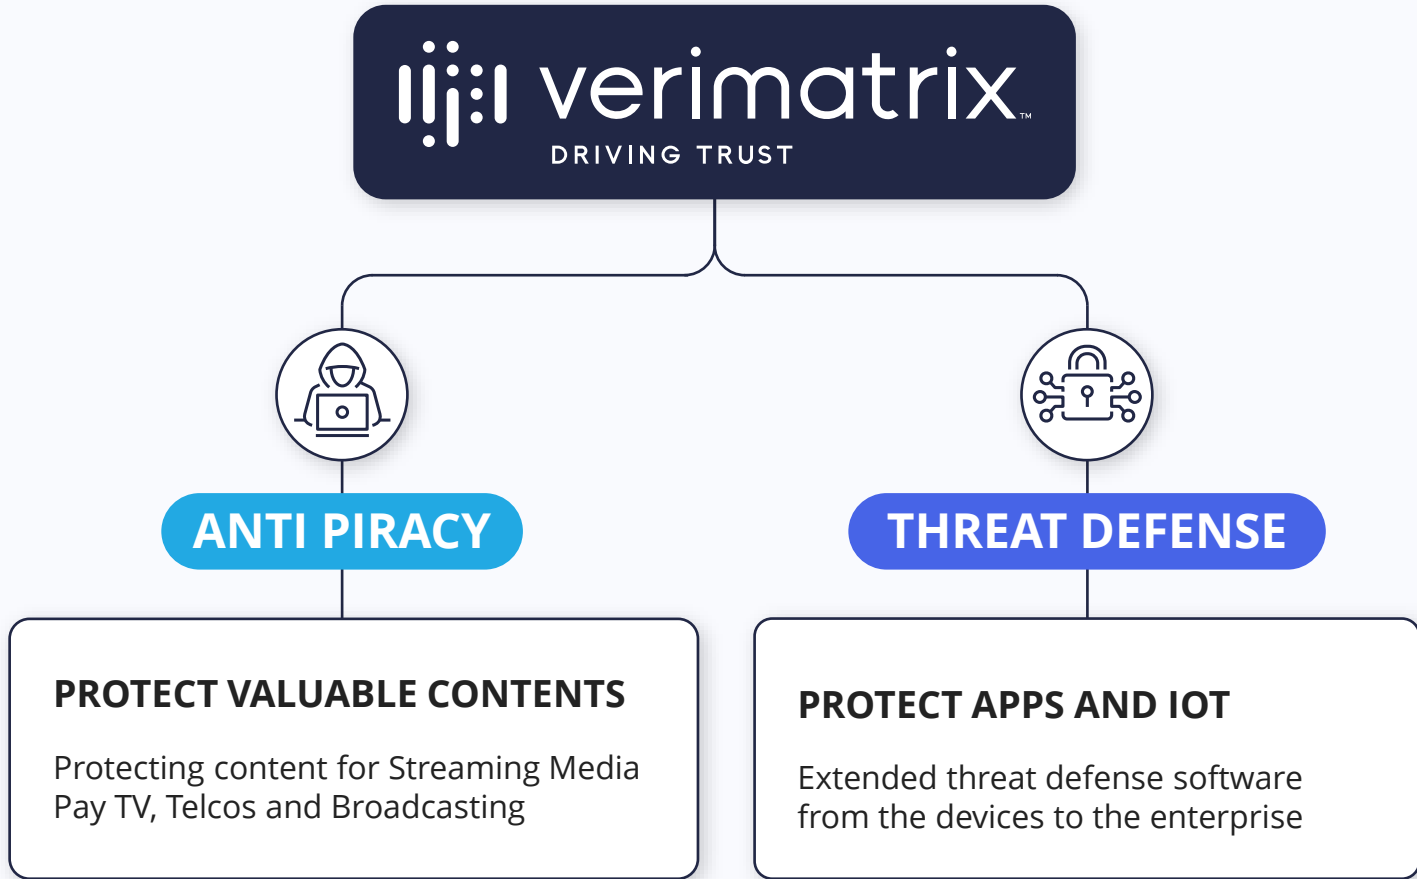 verimatrix™
DRIVING TRUST
ANTI PIRACY
THREAT DEFENSE
PROTECT VALUABLE CONTENTS
Protecting content for Streaming Media
Pay TV, Telcos and Broadcasting
PROTECT APPS AND IOT
Extended threat defense software
from the devices to the enterprise